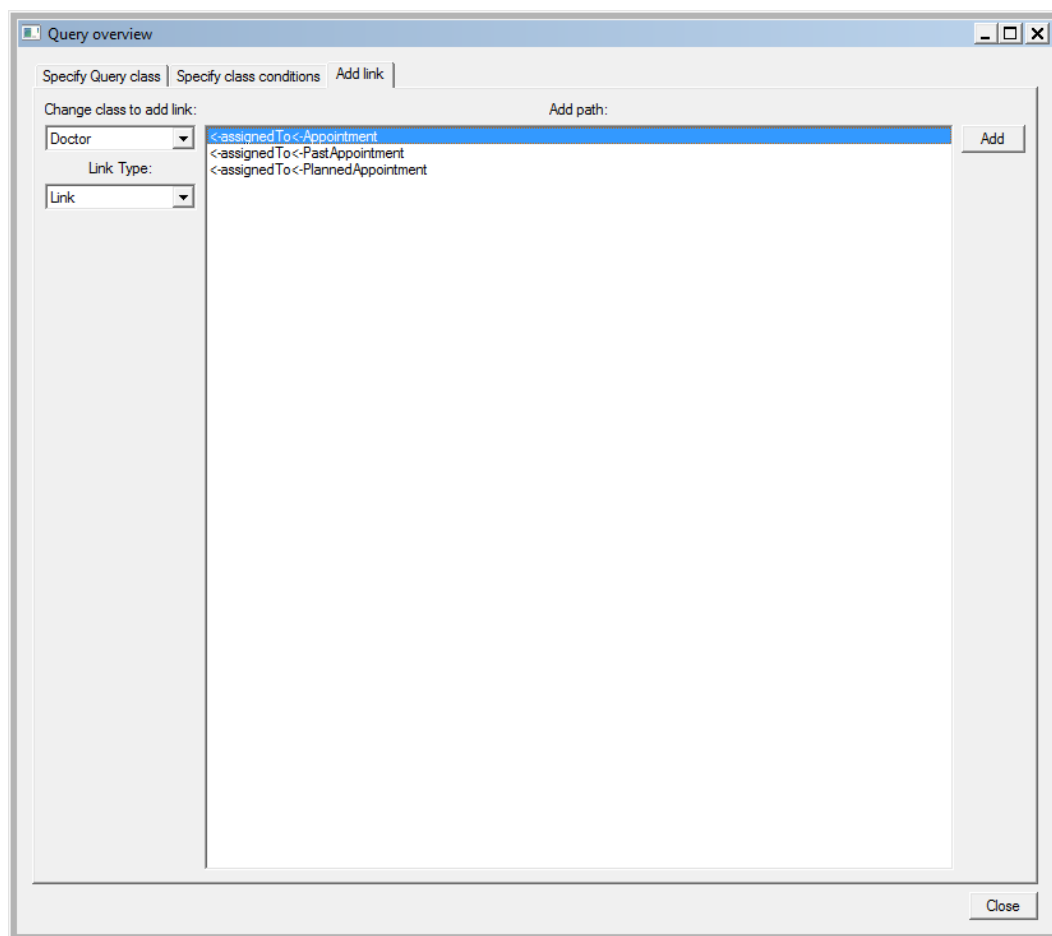 Query overview
Specify Query class
Specify class conditions
Add link
Change class to add link:
Add path:
Doctor
Link Type:
Link
<-assignedTo<-Appointment
<-assignedTo<-PastAppointment
<-assignedTo<-PlannedAppointment
Add
Close